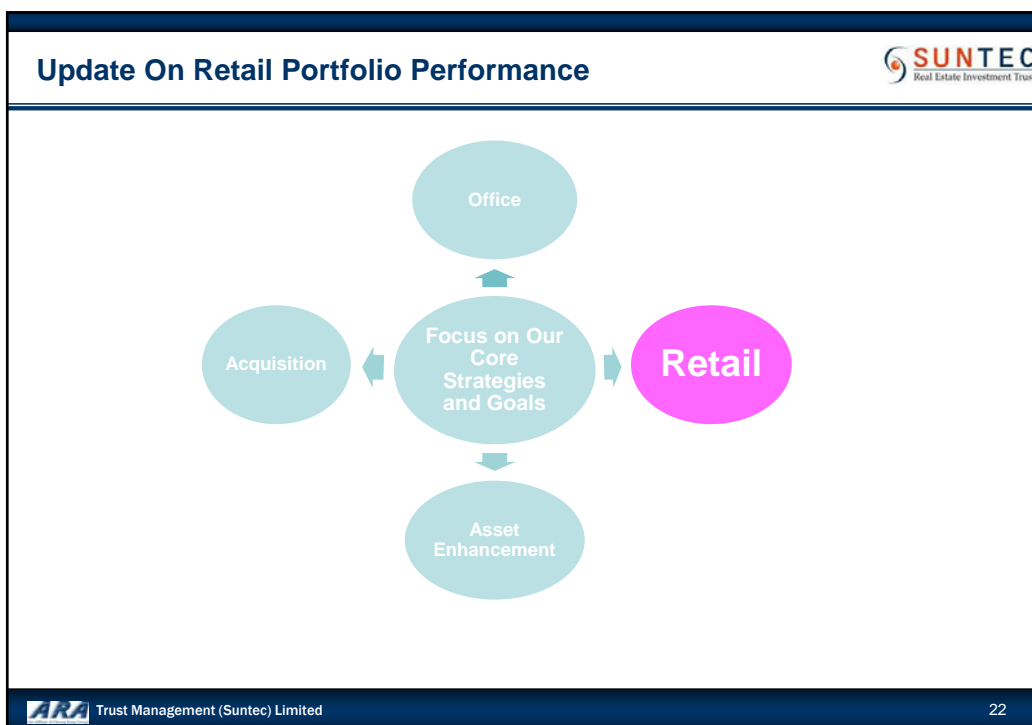 Update On Retail Portfolio Performance
SUNTEC
Real Estate Investment Trus
Office
Acquisition
Focus on Our
Core
Strategies
and Goals
Retail
Asset
Enhancement
ARA Trust Management (Suntec) Limited
22